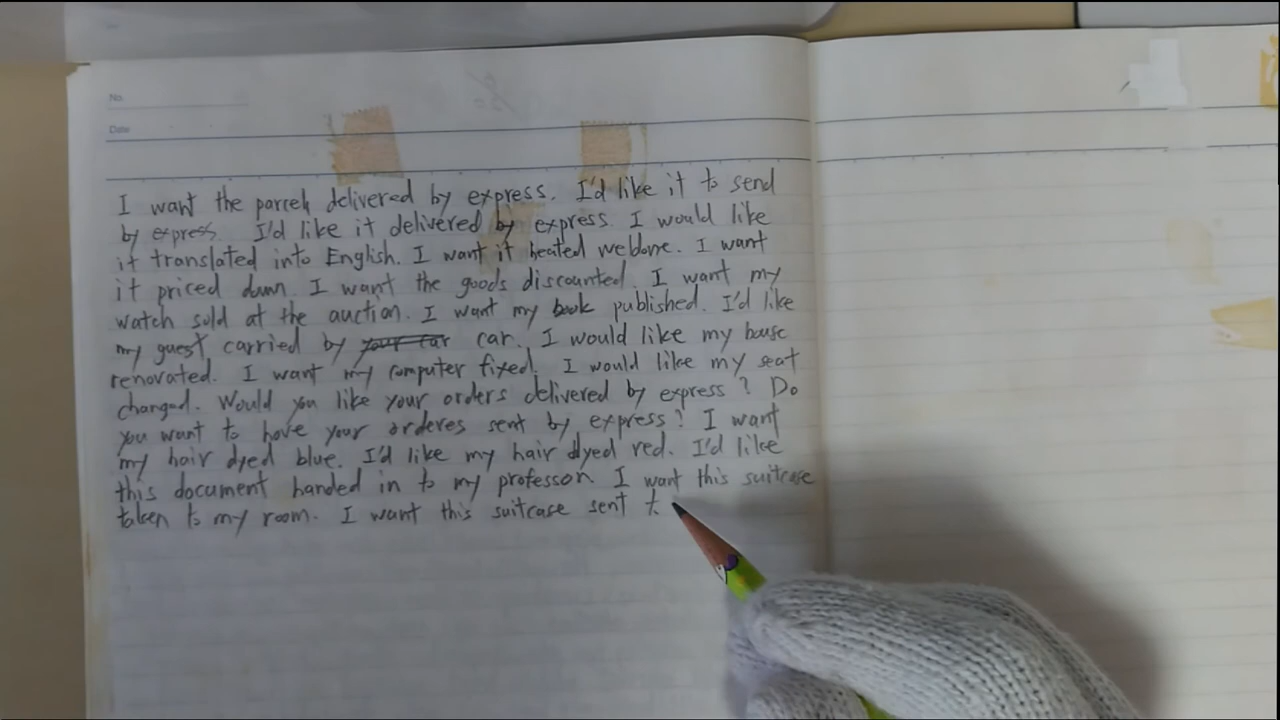 No.
Date
I want the parcel delivered by express. I'd like it to send
by express. I'd like it delivered by express. I would like
it translated into English. I want it heated weldone. I want
it priced down. I want the goods discounted. I want my
watch sold at the auction. I want my book published. I'd like
my guest carried by your car car. I would like my house
renovated. I want my computer fixed. I would like my seat
changed. Would you like your orders delivered by express? Do
you want to have your orderes sent by express? I want
my hair dyed blue. I'd like my hair dyed red. I'd like
this document handed in to my professor. I want this suitcase
taken to my room. I want this suitcase sent t